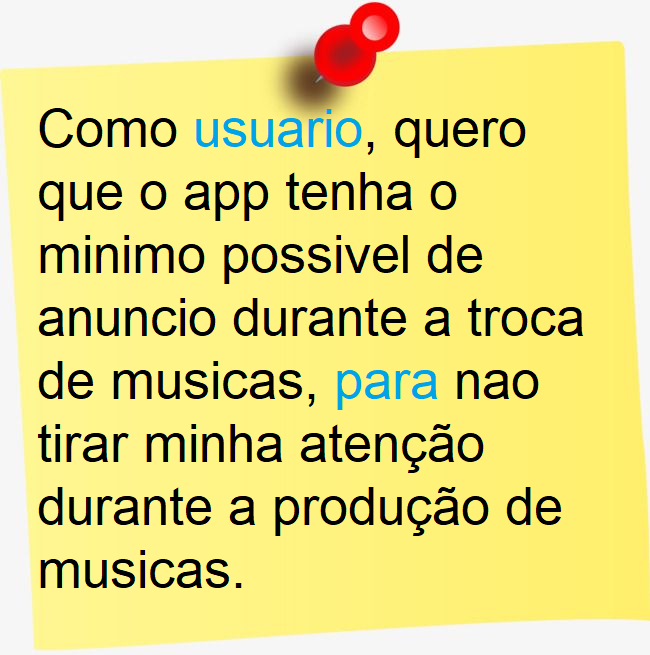 Como usuario, quero
que o app tenha o
minimo possivel de
anuncio durante a troca
de musicas, para nao
tirar minha atenção
durante a produção de
musicas.